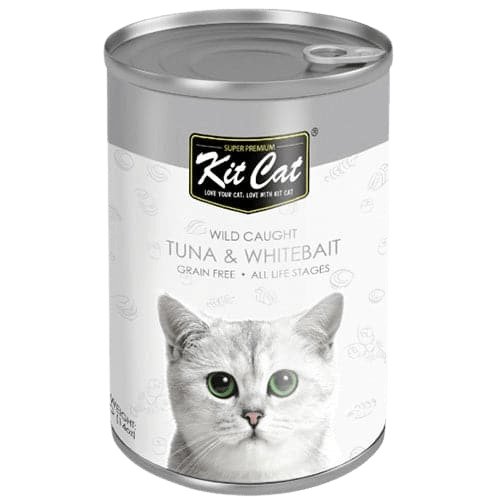 SUPER PREMIUM
Kit Cat®
LOVE YOUR CAT. LOVE WITH KIT CAT
WILD CAUGHT
TUNA & WHITEBAIT
GRAIN FREE • ALL LIFE STAGES
(14oz)